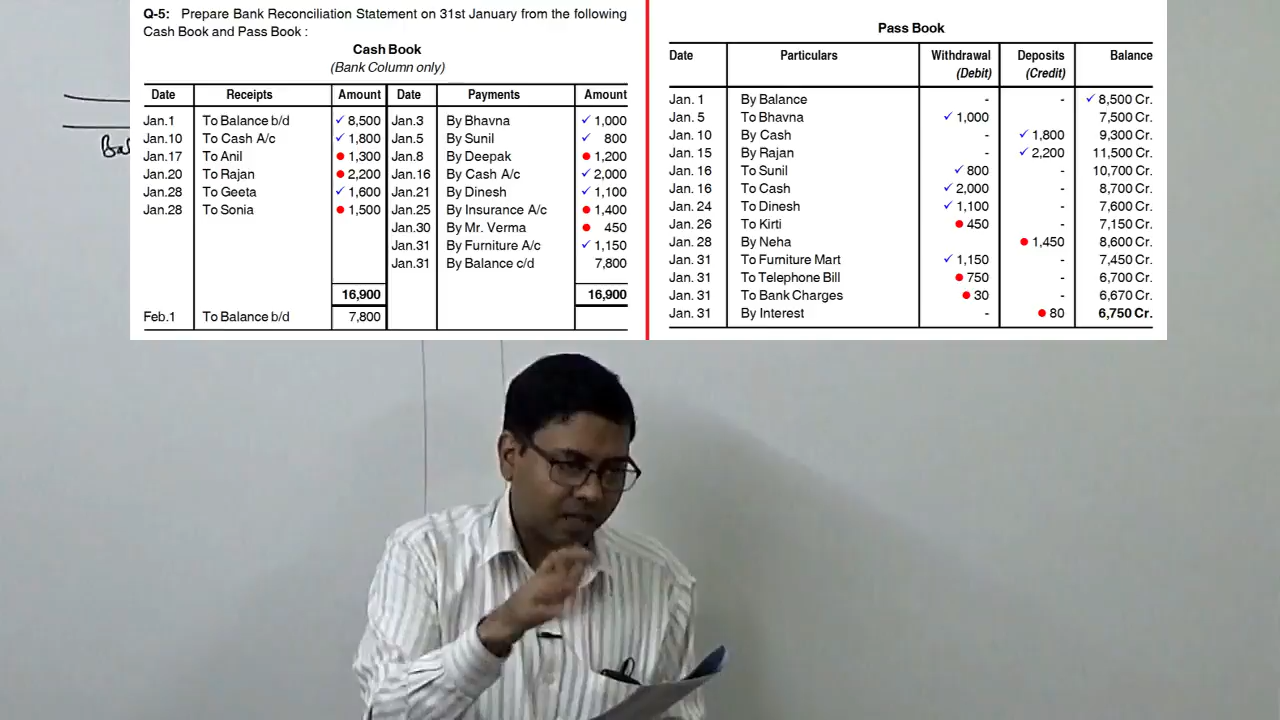 Q-5: Prepare Bank Reconciliation Statement on 31st January from the following
Cash Book and Pass Book :
Cash Book
(Bank Column only)
Date Receipts Amount Date Payments Amount
Jan.1 To Balance b/d ✓ 8,500 Jan.3 By Bhavna ✓ 1,000
Jan.10 To Cash A/c ✓ 1,800 Jan.5 By Sunil ✓ 800
Jan.17 To Anil ● 1,300 Jan.8 By Deepak ● 1,200
Jan.20 To Rajan ● 2,200 Jan.16 By Cash A/c ✓ 2,000
Jan.28 To Geeta ✓ 1,600 Jan.21 By Dinesh ✓ 1,100
Jan.28 To Sonia ● 1,500 Jan.25 By Insurance A/c ● 1,400
Jan.30 By Mr. Verma ● 450
Jan.31 By Furniture A/c ✓ 1,150
Jan.31 By Balance c/d 7,800
16,900 16,900
Feb.1 To Balance b/d 7,800
Pass Book
Date Particulars Withdrawal (Debit) Deposits (Credit) Balance
Jan. 1 By Balance - - ✓ 8,500 Cr.
Jan. 5 To Bhavna ✓ 1,000 7,500 Cr.
Jan. 10 By Cash - ✓ 1,800 9,300 Cr.
Jan. 15 By Rajan - ✓ 2,200 11,500 Cr.
Jan. 16 To Sunil ✓ 800 - 10,700 Cr.
Jan. 16 To Cash ✓ 2,000 - 8,700 Cr.
Jan. 24 To Dinesh ✓ 1,100 - 7,600 Cr.
Jan. 26 To Kirti ● 450 - 7,150 Cr.
Jan. 28 By Neha - ● 1,450 8,600 Cr.
Jan. 31 To Furniture Mart ✓ 1,150 - 7,450 Cr.
Jan. 31 To Telephone Bill ● 750 - 6,700 Cr.
Jan. 31 To Bank Charges ● 30 - 6,670 Cr.
Jan. 31 By Interest - ● 80 6,750 Cr.